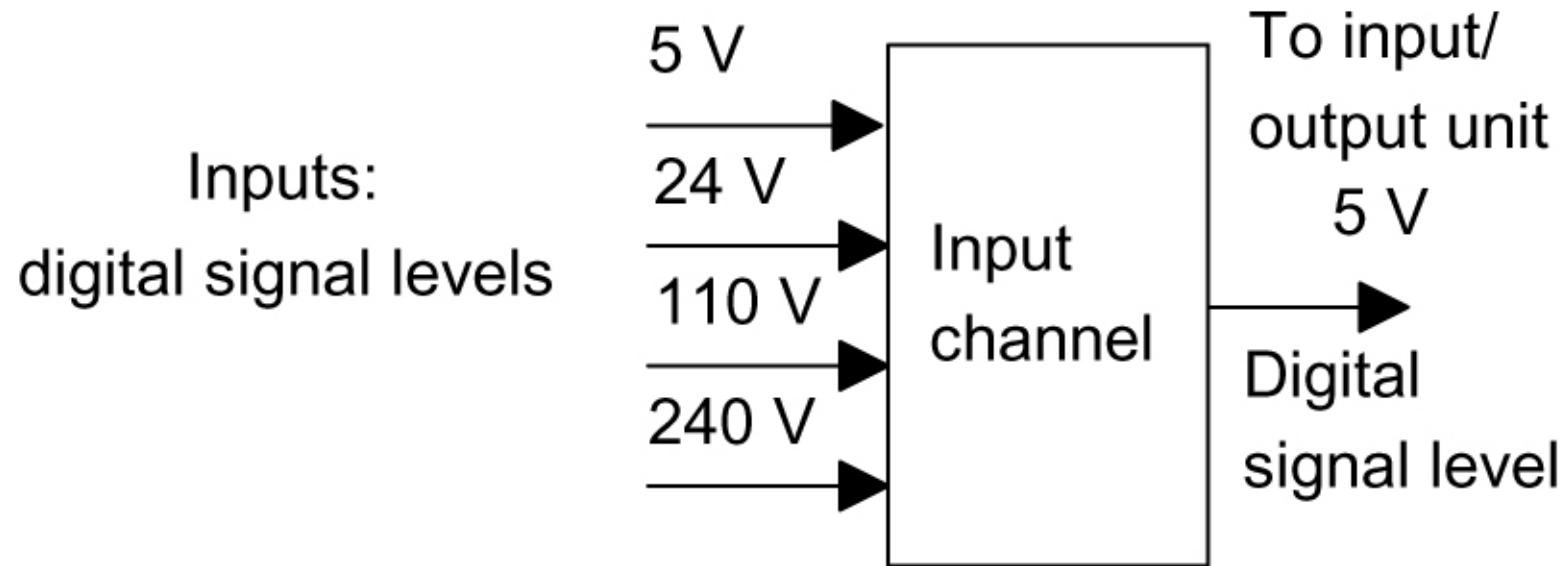 Inputs:
digital signal levels
5 V
24 V
110 V
240 V
Input
channel
To input/
output unit
5 V
Digital
signal level